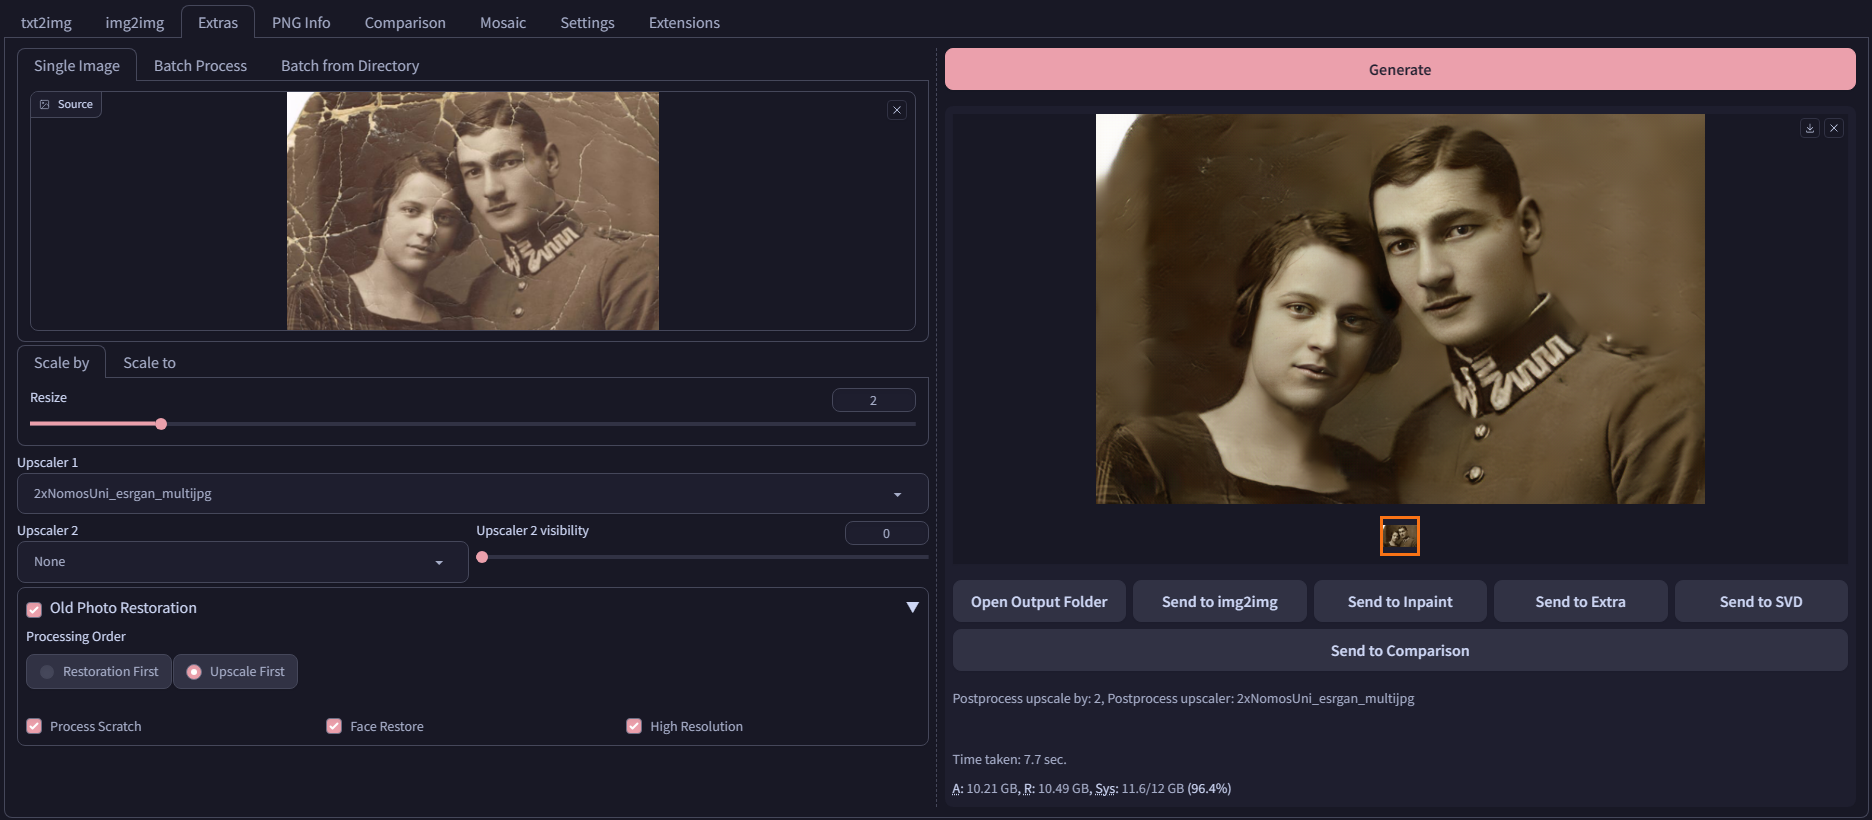 txt2img img2img Extras PNG Info Comparison Mosaic Settings Extensions
Single Image Batch Process Batch from Directory
Source
Scale by Scale to
Resize 2
Upscaler 1
2xNomosUni_esrgan_multijpg
Upscaler 2 Upscaler 2 visibility 0
None
Old Photo Restoration
Processing Order
Restoration First Upscale First
Process Scratch Face Restore High Resolution
Generate
Open Output Folder Send to img2img Send to Inpaint Send to Extra Send to SVD
Send to Comparison
Postprocess upscale by: 2, Postprocess upscaler: 2xNomosUni_esrgan_multijpg
Time taken: 7.7 sec.
A: 10.21 GB, R: 10.49 GB, Sys: 11.6/12 GB (96.4%)